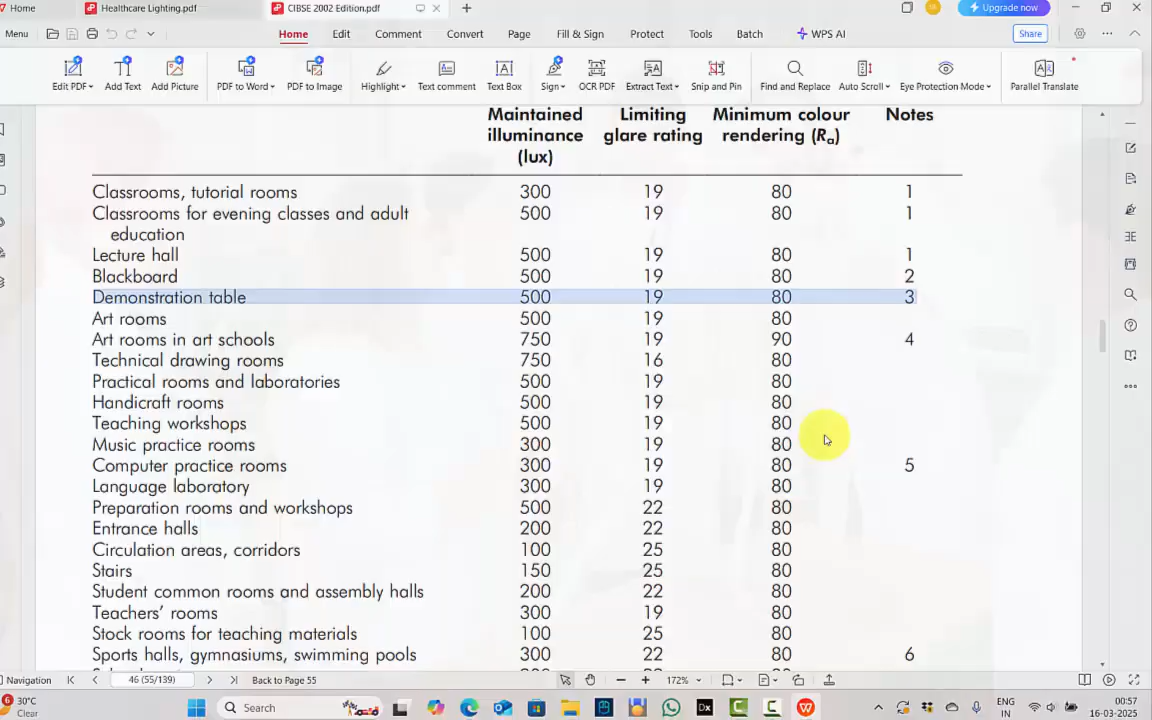 Home
Healthcare Lighting.pdf
CIBSE 2002 Edition.pdf
Upgrade now
Menu
Home Edit Comment Convert Page Fill & Sign Protect Tools Batch WPS AI
Share
Edit PDF Add Text Add Picture PDF to Word PDF to Image Highlight Text comment Text Box Sign OCR PDF Extract Text Snip and Pin Find and Replace Auto Scroll Eye Protection Mode Parallel Translate
Maintained Limiting Minimum colour Notes
illuminance glare rating rendering (Ra)
(lux)
Classrooms, tutorial rooms 300 19 80 1
Classrooms for evening classes and adult 500 19 80 1
education
Lecture hall 500 19 80 1
Blackboard 500 19 80 2
Demonstration table 500 19 80 3
Art rooms 500 19 80
Art rooms in art schools 750 19 90 4
Technical drawing rooms 750 16 80
Practical rooms and laboratories 500 19 80
Handicraft rooms 500 19 80
Teaching workshops 500 19 80
Music practice rooms 300 19 80
Computer practice rooms 300 19 80 5
Language laboratory 300 19 80
Preparation rooms and workshops 500 22 80
Entrance halls 200 22 80
Circulation areas, corridors 100 25 80
Stairs 150 25 80
Student common rooms and assembly halls 200 22 80
Teachers' rooms 300 19 80
Stock rooms for teaching materials 100 25 80
Sports halls, gymnasiums, swimming pools 300 22 80 6
Navigation 46 (55/139) Back to Page 55 172%
6 30°C
Clear
Search
Dx
ENG
IN
00:57
16-03-2025